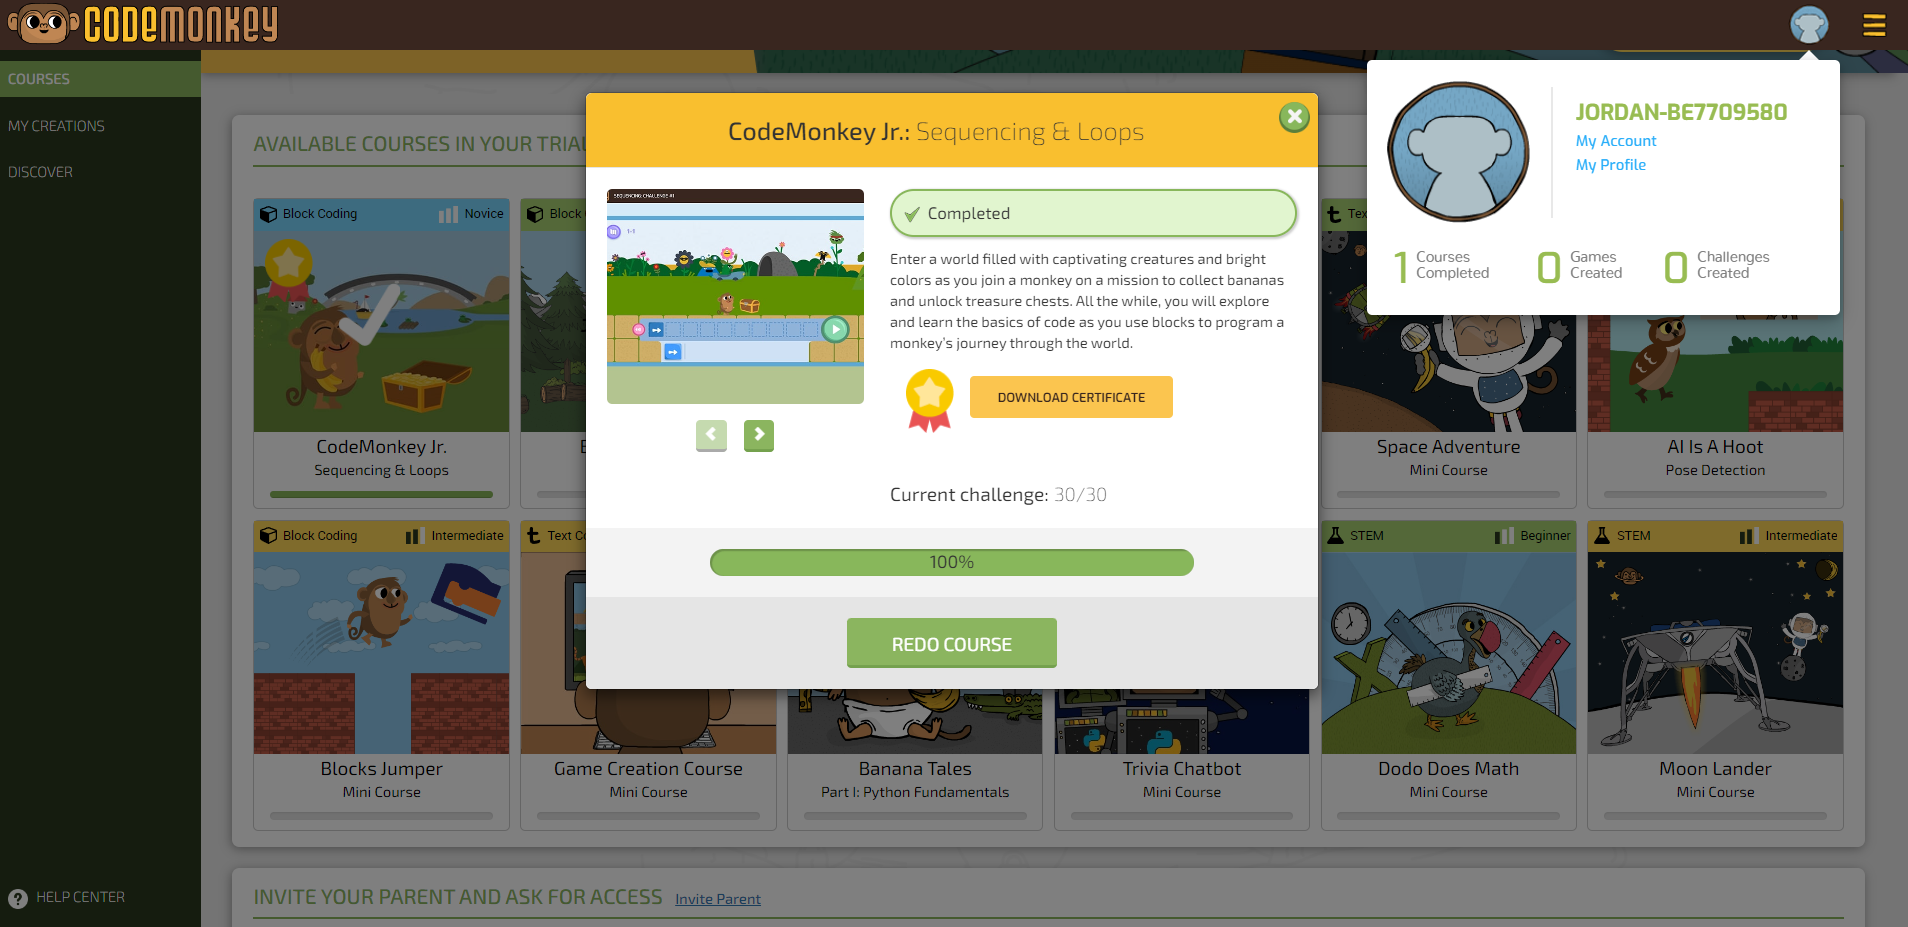 CODEMONKEY
COURSES
MY CREATIONS
DISCOVER
HELP CENTER
JORDAN-BE7709580
My Account
My Profile
1 Courses Completed
0 Games Created
0 Challenges Created
AVAILABLE COURSES IN YOUR TRIAL
CodeMonkey Jr.: Sequencing & Loops
SEQUENCING CHALLENGE #1
1-1
Completed
Enter a world filled with captivating creatures and bright
colors as you join a monkey on a mission to collect bananas
and unlock treasure chests. All the while, you will explore
and learn the basics of code as you use blocks to program a
monkey's journey through the world.
DOWNLOAD CERTIFICATE
Current challenge: 30/30
100%
REDO COURSE
Block Coding
Novice
CodeMonkey Jr.
Sequencing & Loops
Block
Tex
Space Adventure
Mini Course
AI Is A Hoot
Pose Detection
Block Coding
Intermediate
Blocks Jumper
Mini Course
Text Co
Game Creation Course
Mini Course
Banana Tales
Part I: Python Fundamentals
Trivia Chatbot
Mini Course
STEM
Beginner
Dodo Does Math
Mini Course
STEM
Intermediate
Moon Lander
Mini Course
INVITE YOUR PARENT AND ASK FOR ACCESS Invite Parent